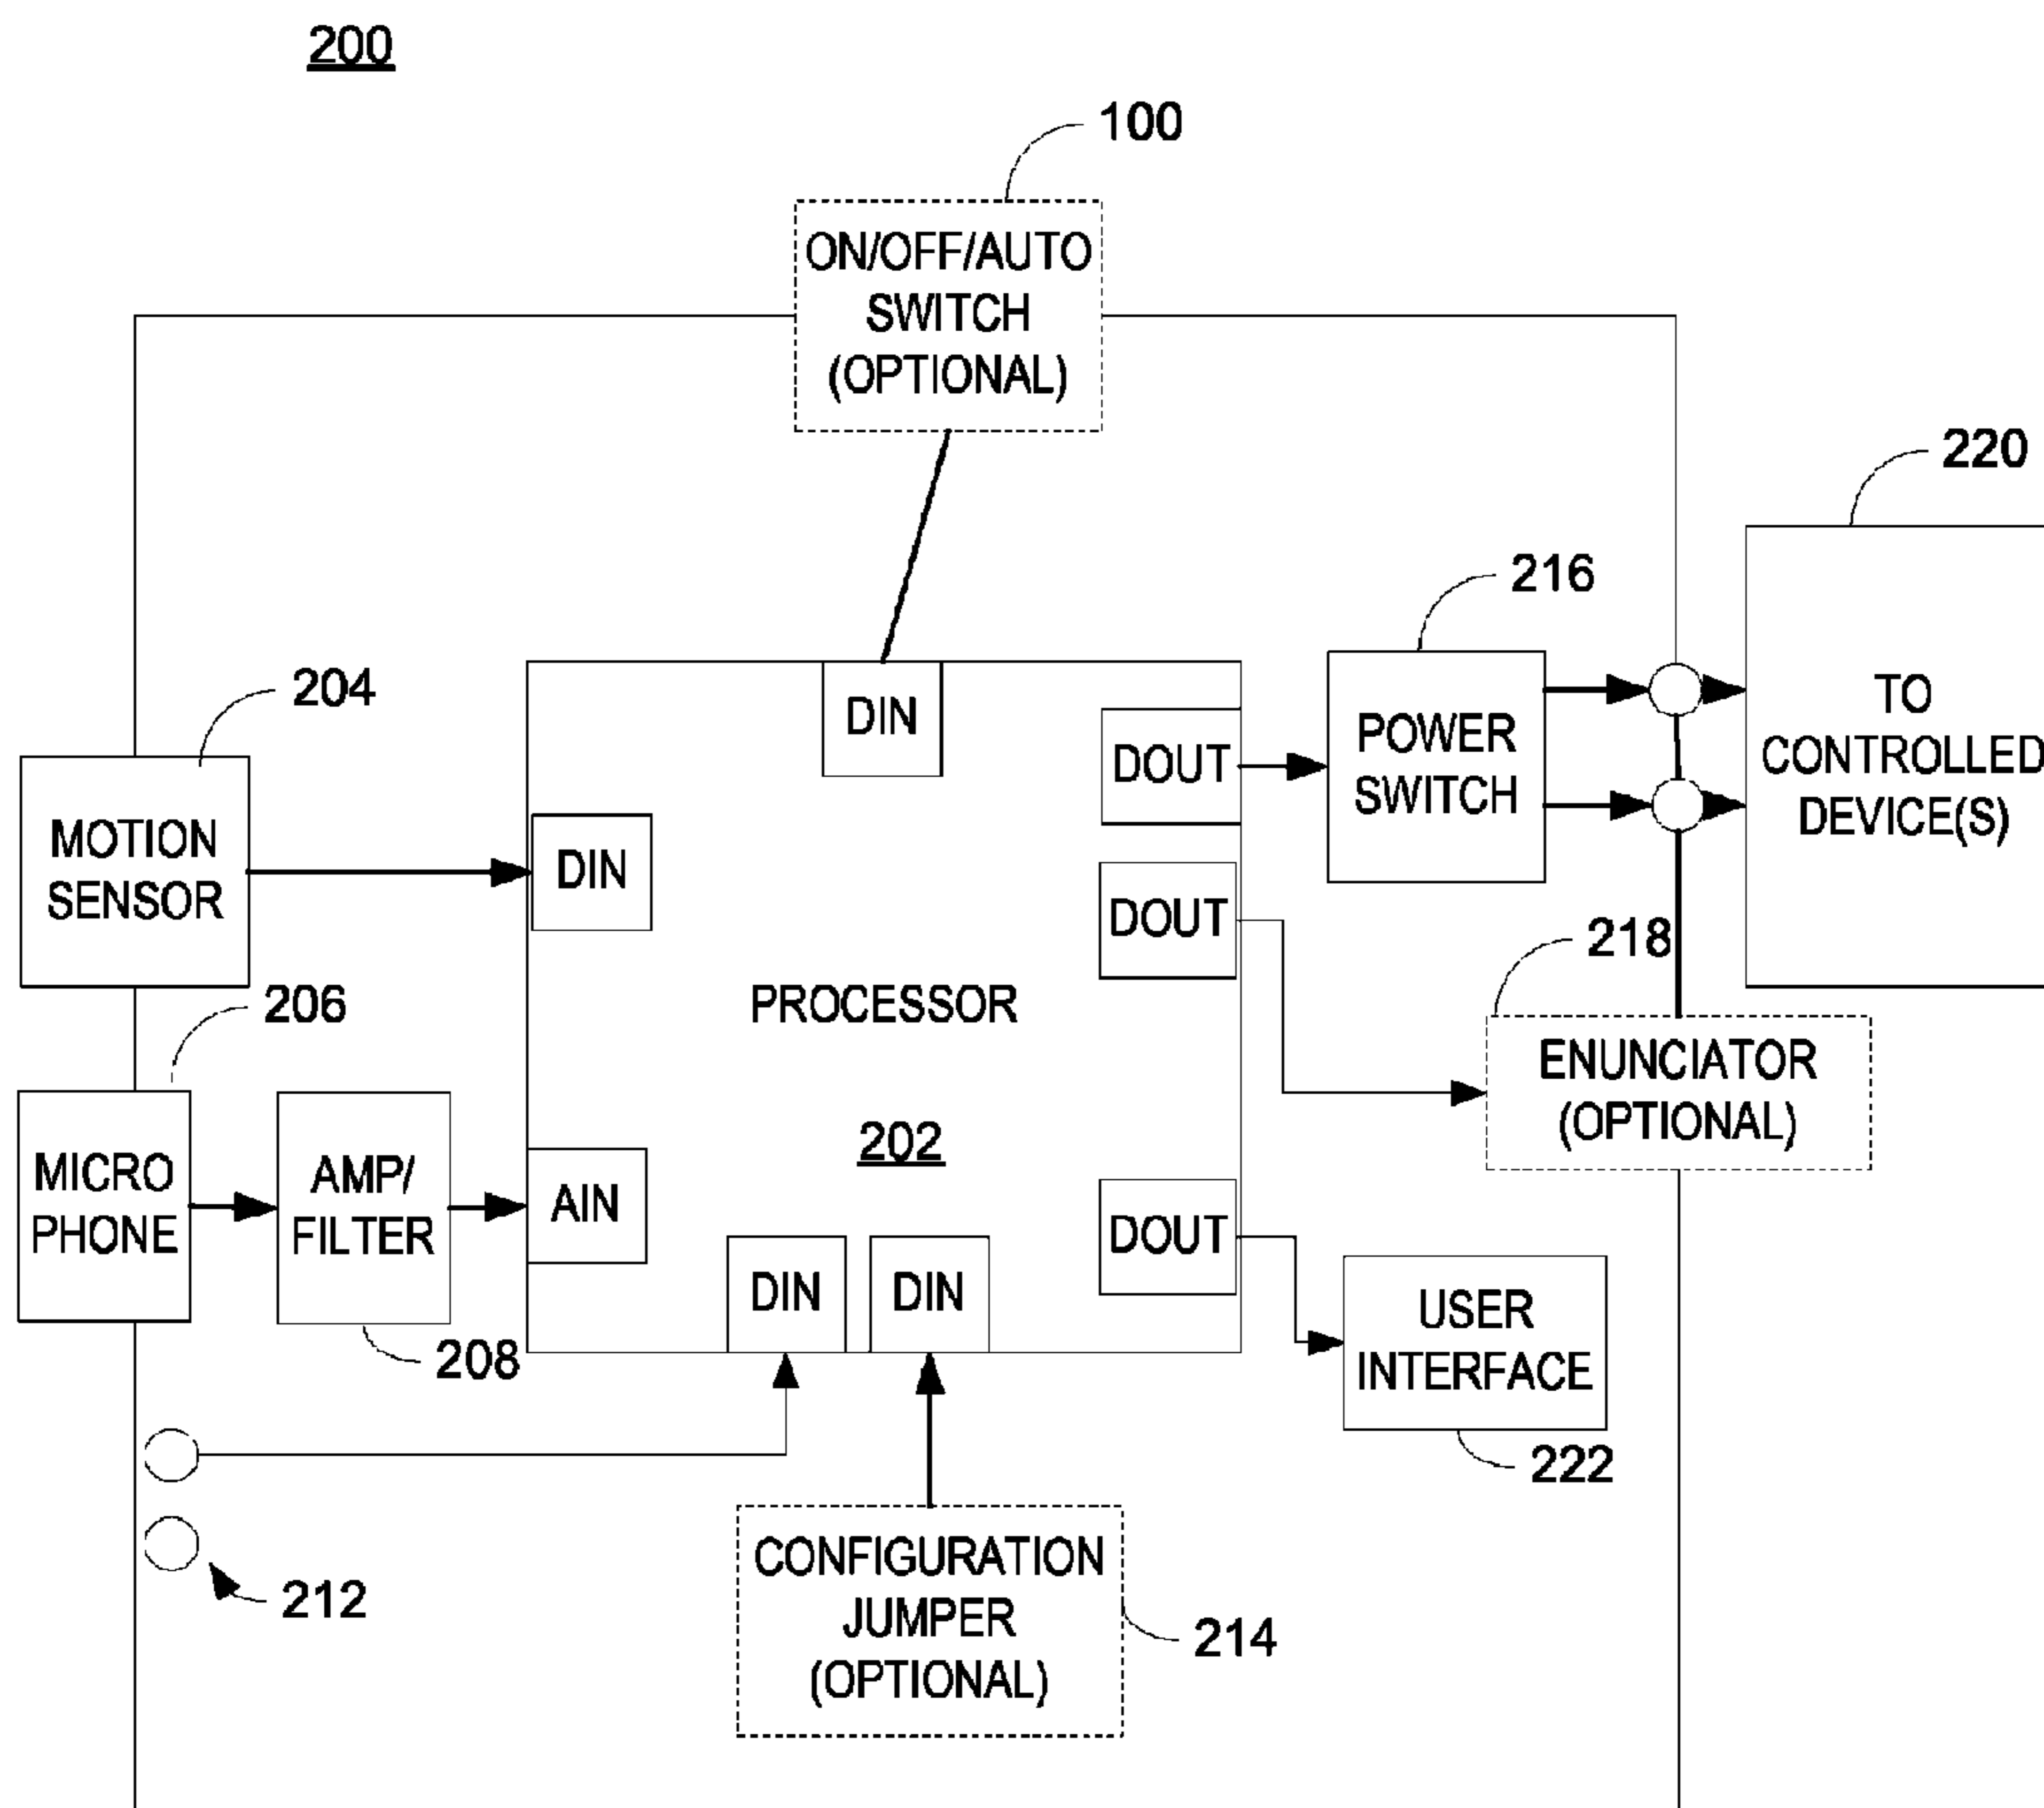 200
100
ON/OFF/AUTO
SWITCH
(OPTIONAL)
220
216
204
DIN
DOUT
POWER
SWITCH
TO
CONTROLLED
DEVICE(S)
MOTION
SENSOR
DIN
DOUT
218
206
PROCESSOR
202
ENUNCIATOR
(OPTIONAL)
MICRO
PHONE
AMP/
FILTER
AIN
DOUT
DIN
DIN
USER
INTERFACE
208
222
212
CONFIGURATION
JUMPER
(OPTIONAL)
214